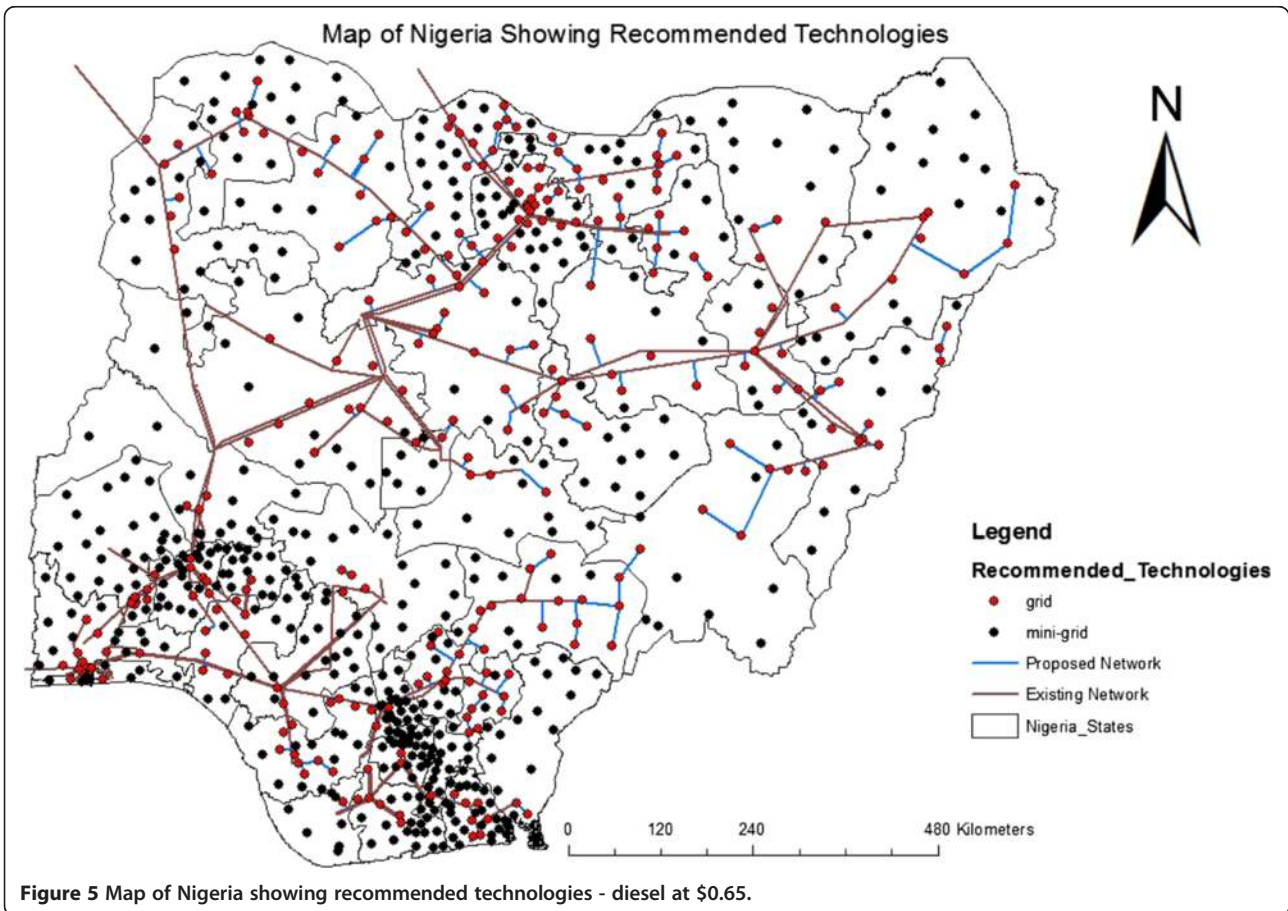 Map of Nigeria Showing Recommended Technologies
N
Legend
Recommended_Technologies
grid
mini-grid
Proposed Network
Existing Network
Nigeria_States
0 120 240 480 Kilometers
Figure 5 Map of Nigeria showing recommended technologies - diesel at $0.65.